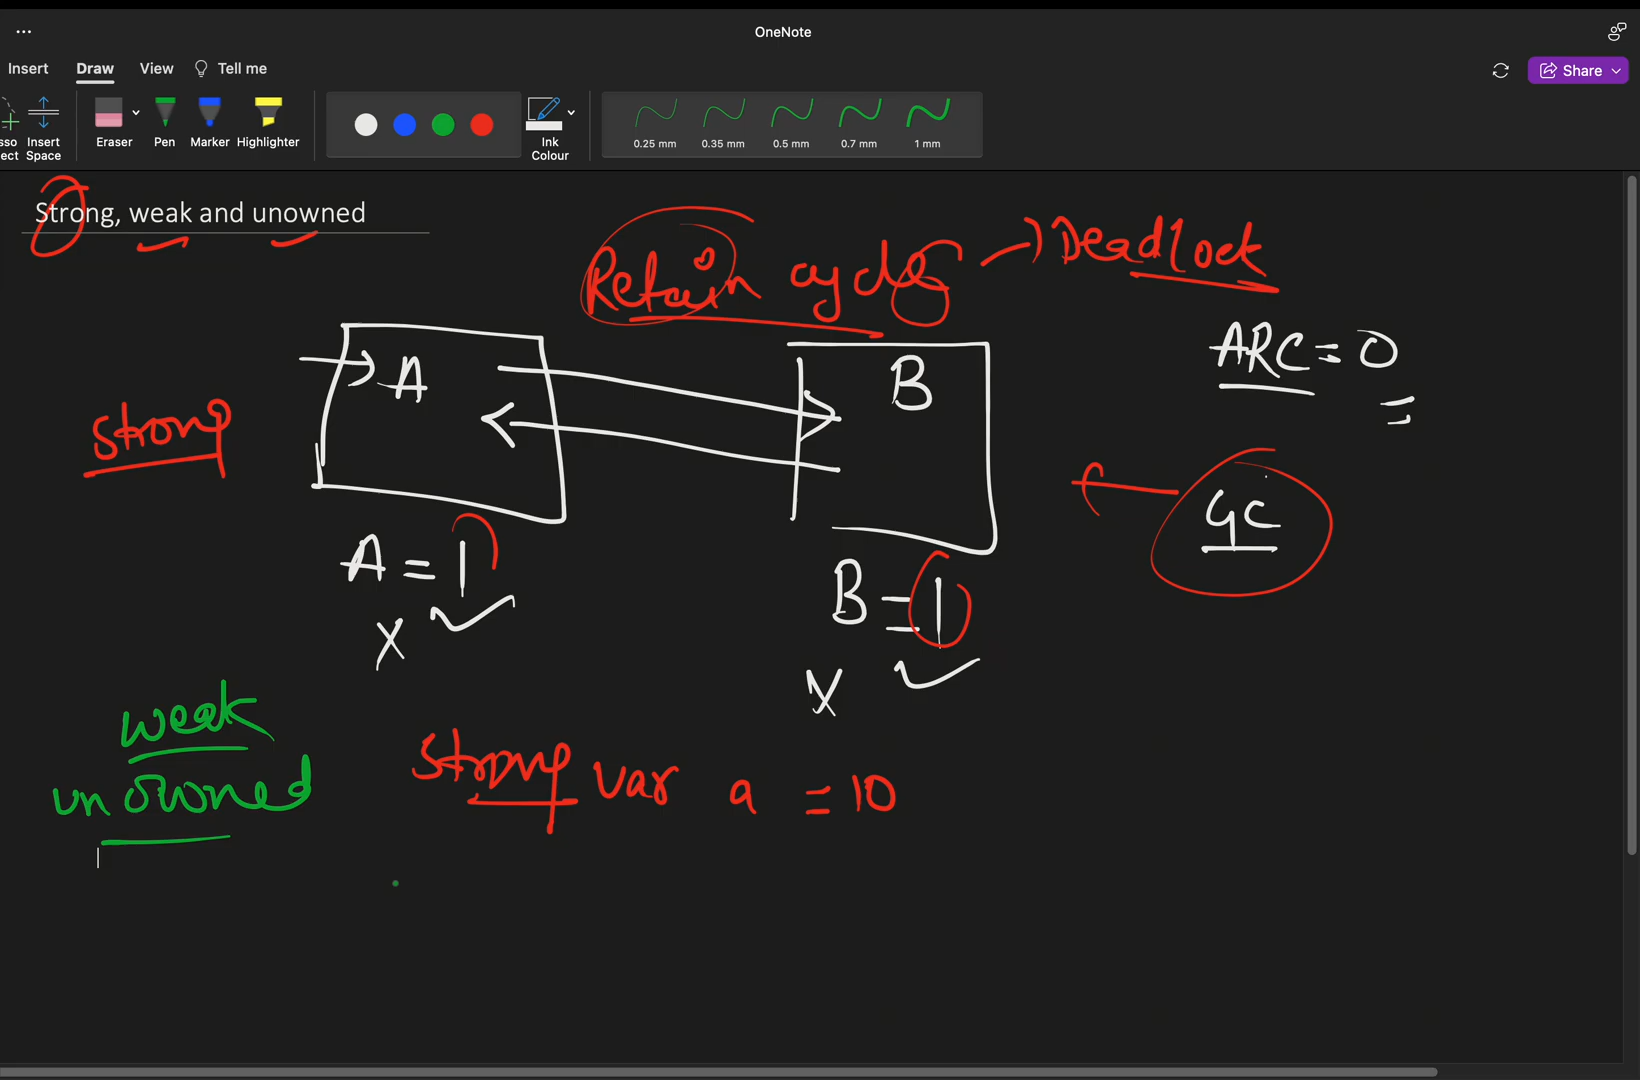 OneNote
Insert Draw View Tell me
Share
Insert Space
Eraser
Pen
Marker
Highlighter
Ink Colour
0.25 mm
0.35 mm
0.5 mm
0.7 mm
1 mm
Strong, weak and unowned
Retain cycle → Deadlock
ARC = 0
A
B
strong
GC
A = 1
B = 1
X
X
weak
unowned
strong var a = 10